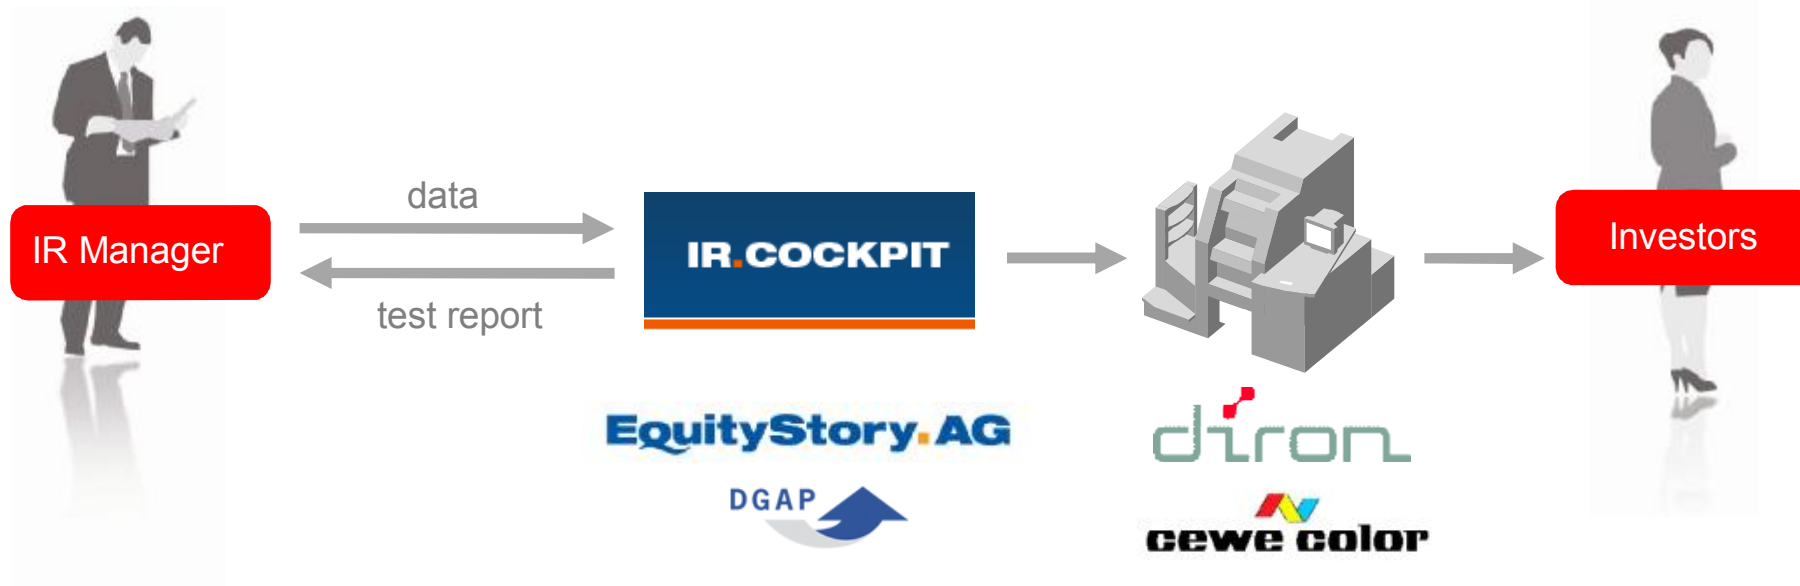 IR Manager
data
test report
IR.COCKPIT
Investors
EquityStory.AG
DGAP
diron
cewe color